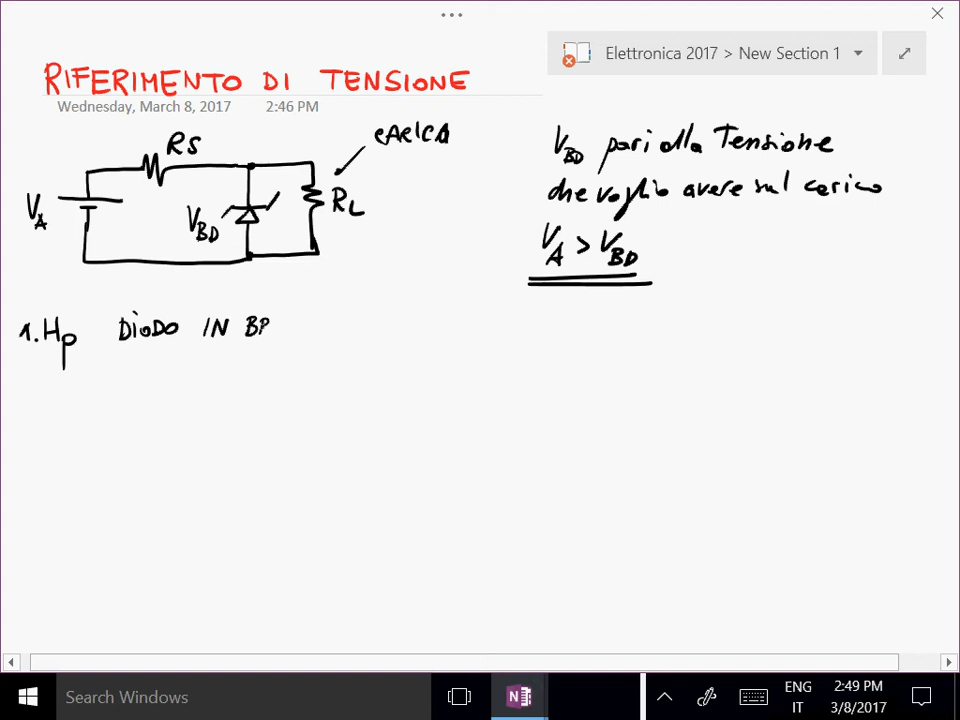 Elettronica 2017 > New Section 1
RIFERIMENTO DI TENSIONE
Wednesday, March 8, 2017 2:46 PM
CARICO
RS
VA
VBD
RL
VBD pari alla Tensione
che voglio avere sul carico
VA > VBD
1. Hp DIODO IN BP
Search Windows
N
ENG
IT
2:49 PM
3/8/2017